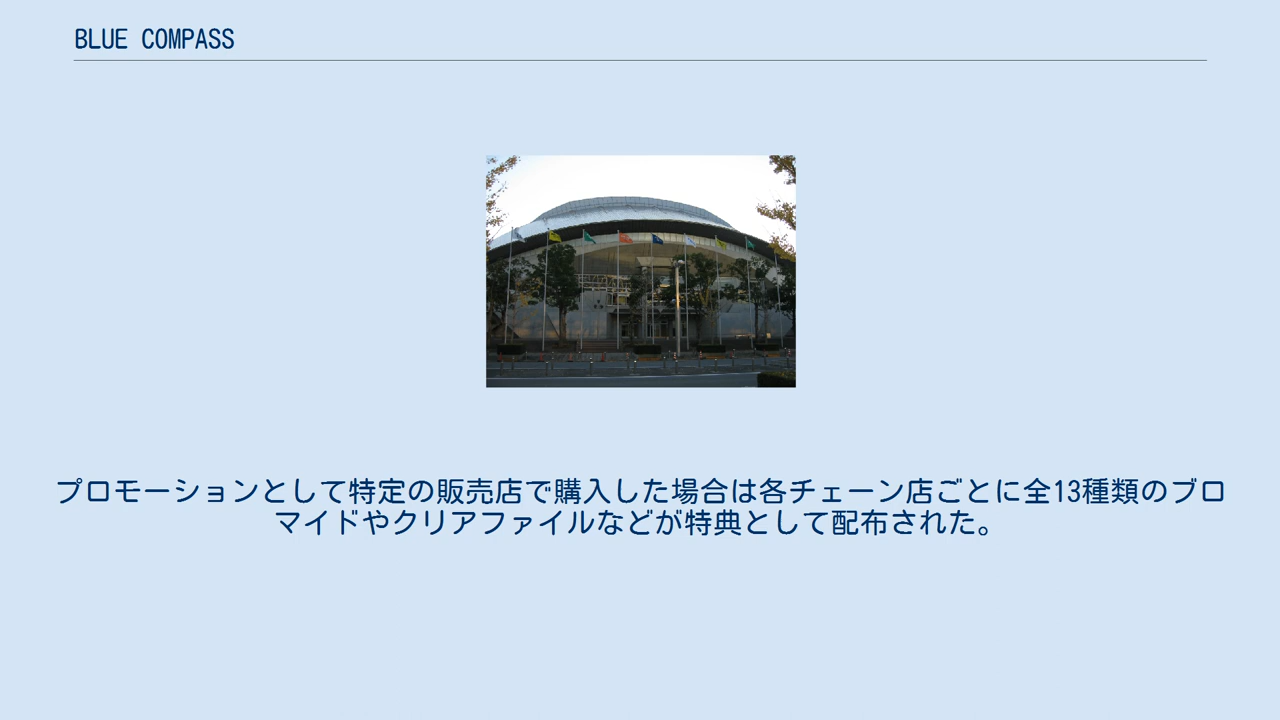 BLUE COMPASS
プロモーションとして特定の販売店で購入した場合は各チェーン店ごとに全13種類のブロ
マイドやクリアファイルなどが特典として配布された。